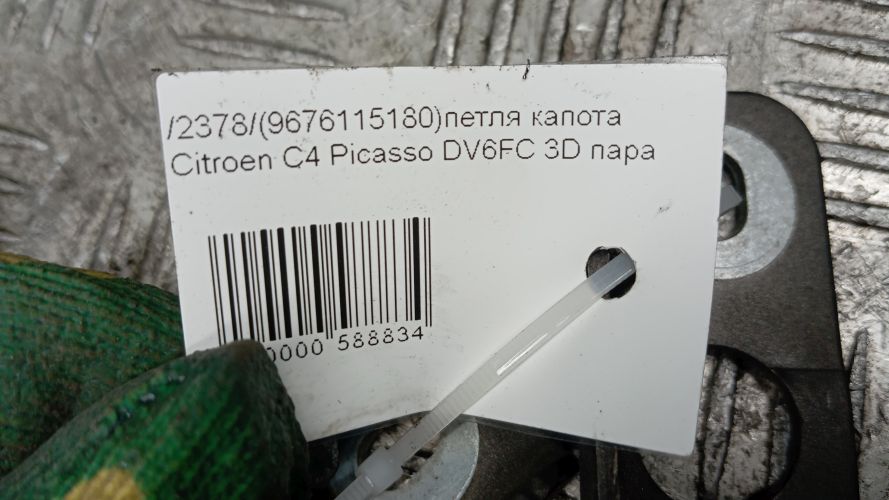 /2378/(9676115180)петля капота
Citroen C4 Picasso DV6FC 3D пара
0000 588834